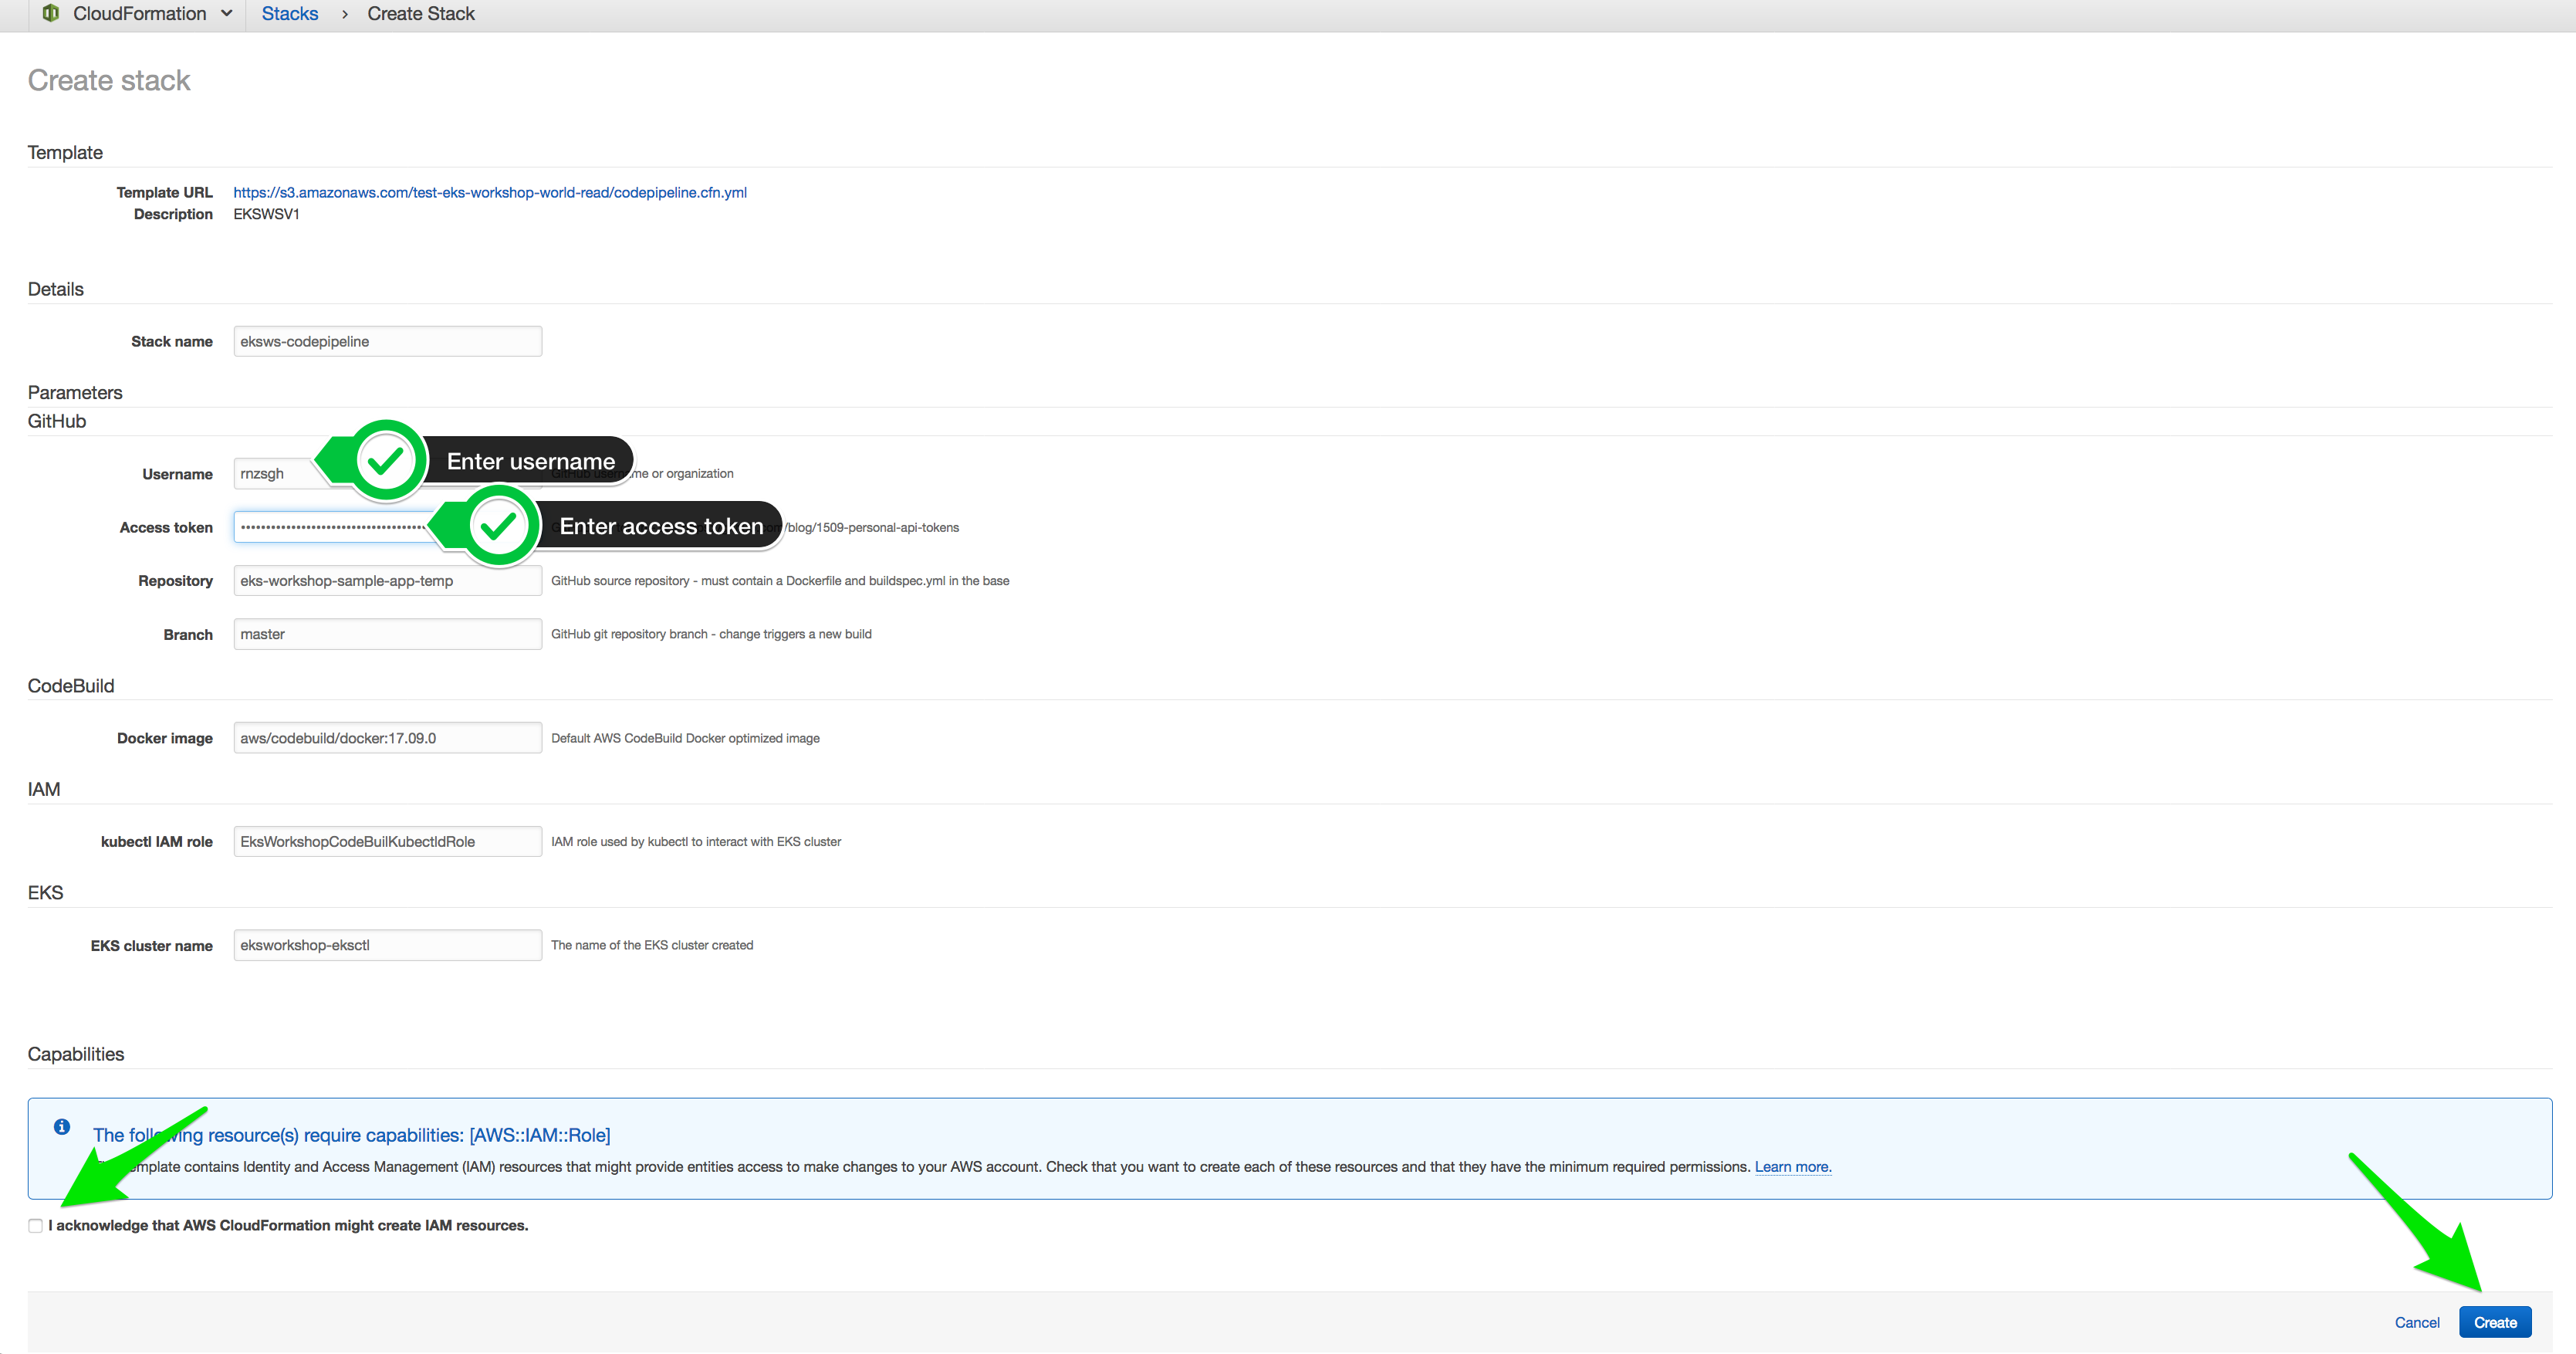 CloudFormation Stacks › Create Stack
Create stack
Template
Template URL https://s3.amazonaws.com/test-eks-workshop-world-read/codepipeline.cfn.yml
Description EKSWSV1
Details
Stack name eksws-codepipeline
Parameters
GitHub
Username rnzsgh Enter username or organization
Access token ••••••••••••••••••••••••••••••••••••• Enter access token /blog/1509-personal-api-tokens
Repository eks-workshop-sample-app-temp GitHub source repository - must contain a Dockerfile and buildspec.yml in the base
Branch master GitHub git repository branch - change triggers a new build
CodeBuild
Docker image aws/codebuild/docker:17.09.0 Default AWS CodeBuild Docker optimized image
IAM
kubectl IAM role EksWorkshopCodeBuilKubectldRole IAM role used by kubectl to interact with EKS cluster
EKS
EKS cluster name eksworkshop-eksctl The name of the EKS cluster created
Capabilities
The following resource(s) require capabilities: [AWS::IAM::Role]
template contains Identity and Access Management (IAM) resources that might provide entities access to make changes to your AWS account. Check that you want to create each of these resources and that they have the minimum required permissions. Learn more.
I acknowledge that AWS CloudFormation might create IAM resources.
Cancel Create